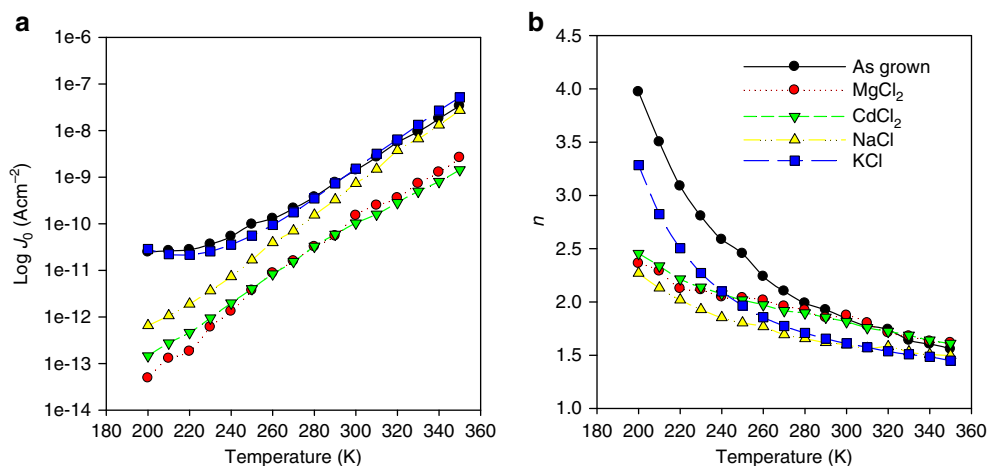 a
1e-6
1e-7
1e-8
1e-9
1e-10
1e-11
1e-12
1e-13
1e-14
Log J₀ (Acm⁻²)
180 200 220 240 260 280 300 320 340 360
Temperature (K)
b
4.5
4.0
3.5
3.0
2.5
2.0
1.5
1.0
n
As grown
MgCl₂
CdCl₂
NaCl
KCl
180 200 220 240 260 280 300 320 340 360
Temperature (K)